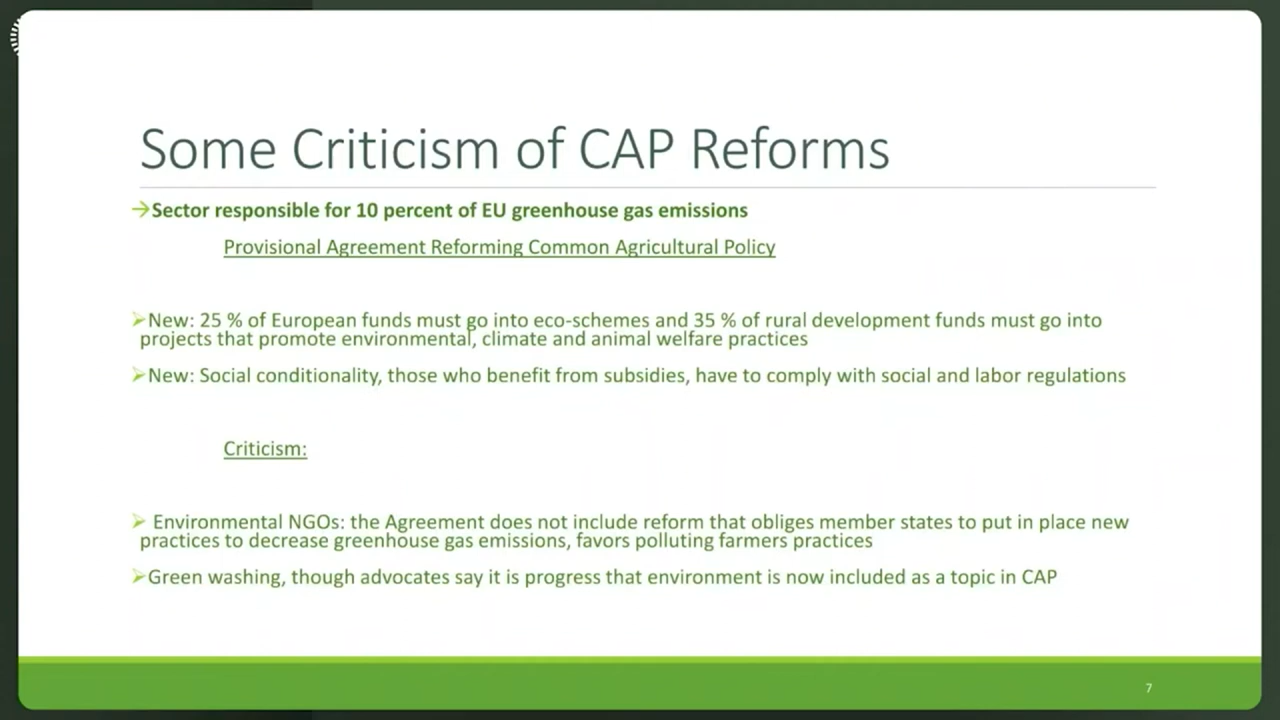 Some Criticism of CAP Reforms
→Sector responsible for 10 percent of EU greenhouse gas emissions
Provisional Agreement Reforming Common Agricultural Policy
➢New: 25 % of European funds must go into eco-schemes and 35 % of rural development funds must go into
projects that promote environmental, climate and animal welfare practices
➢New: Social conditionality, those who benefit from subsidies, have to comply with social and labor regulations
Criticism:
➢ Environmental NGOs: the Agreement does not include reform that obliges member states to put in place new
practices to decrease greenhouse gas emissions, favors polluting farmers practices
➢Green washing, though advocates say it is progress that environment is now included as a topic in CAP
7